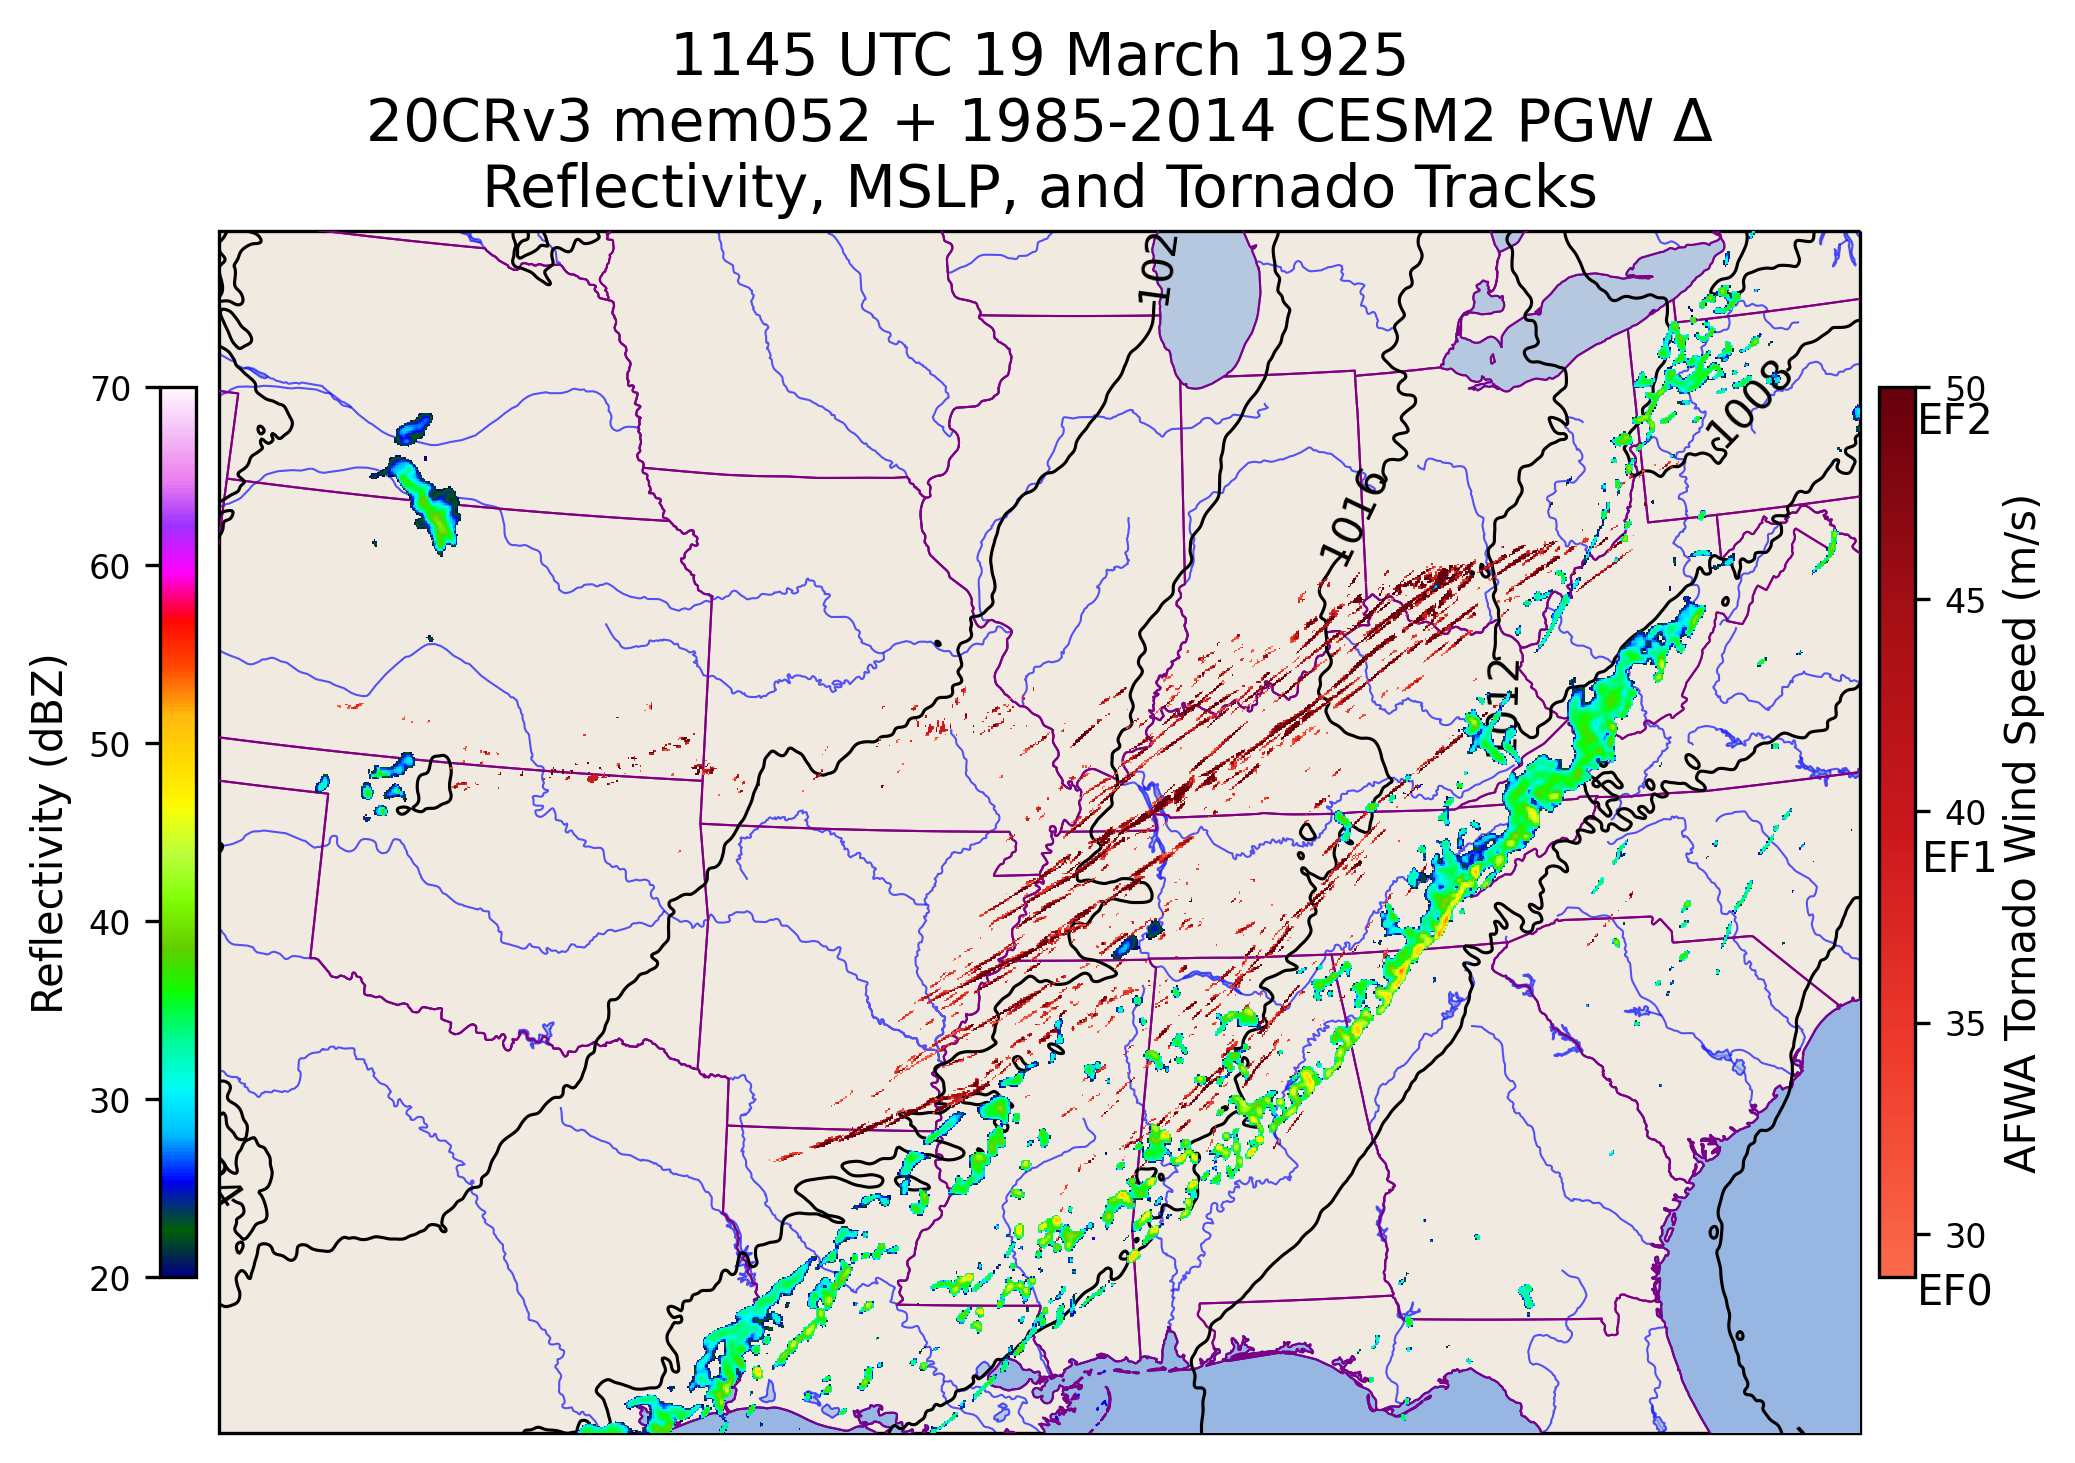 1145 UTC 19 March 1925
20CRv3 mem052 + 1985-2014 CESM2 PGW Δ
Reflectivity, MSLP, and Tornado Tracks
102
1008
1016
1012
70
60
50
40
30
20
Reflectivity (dBZ)
50
EF2
45
40
EF1
35
30
EF0
AFWA Tornado Wind Speed (m/s)